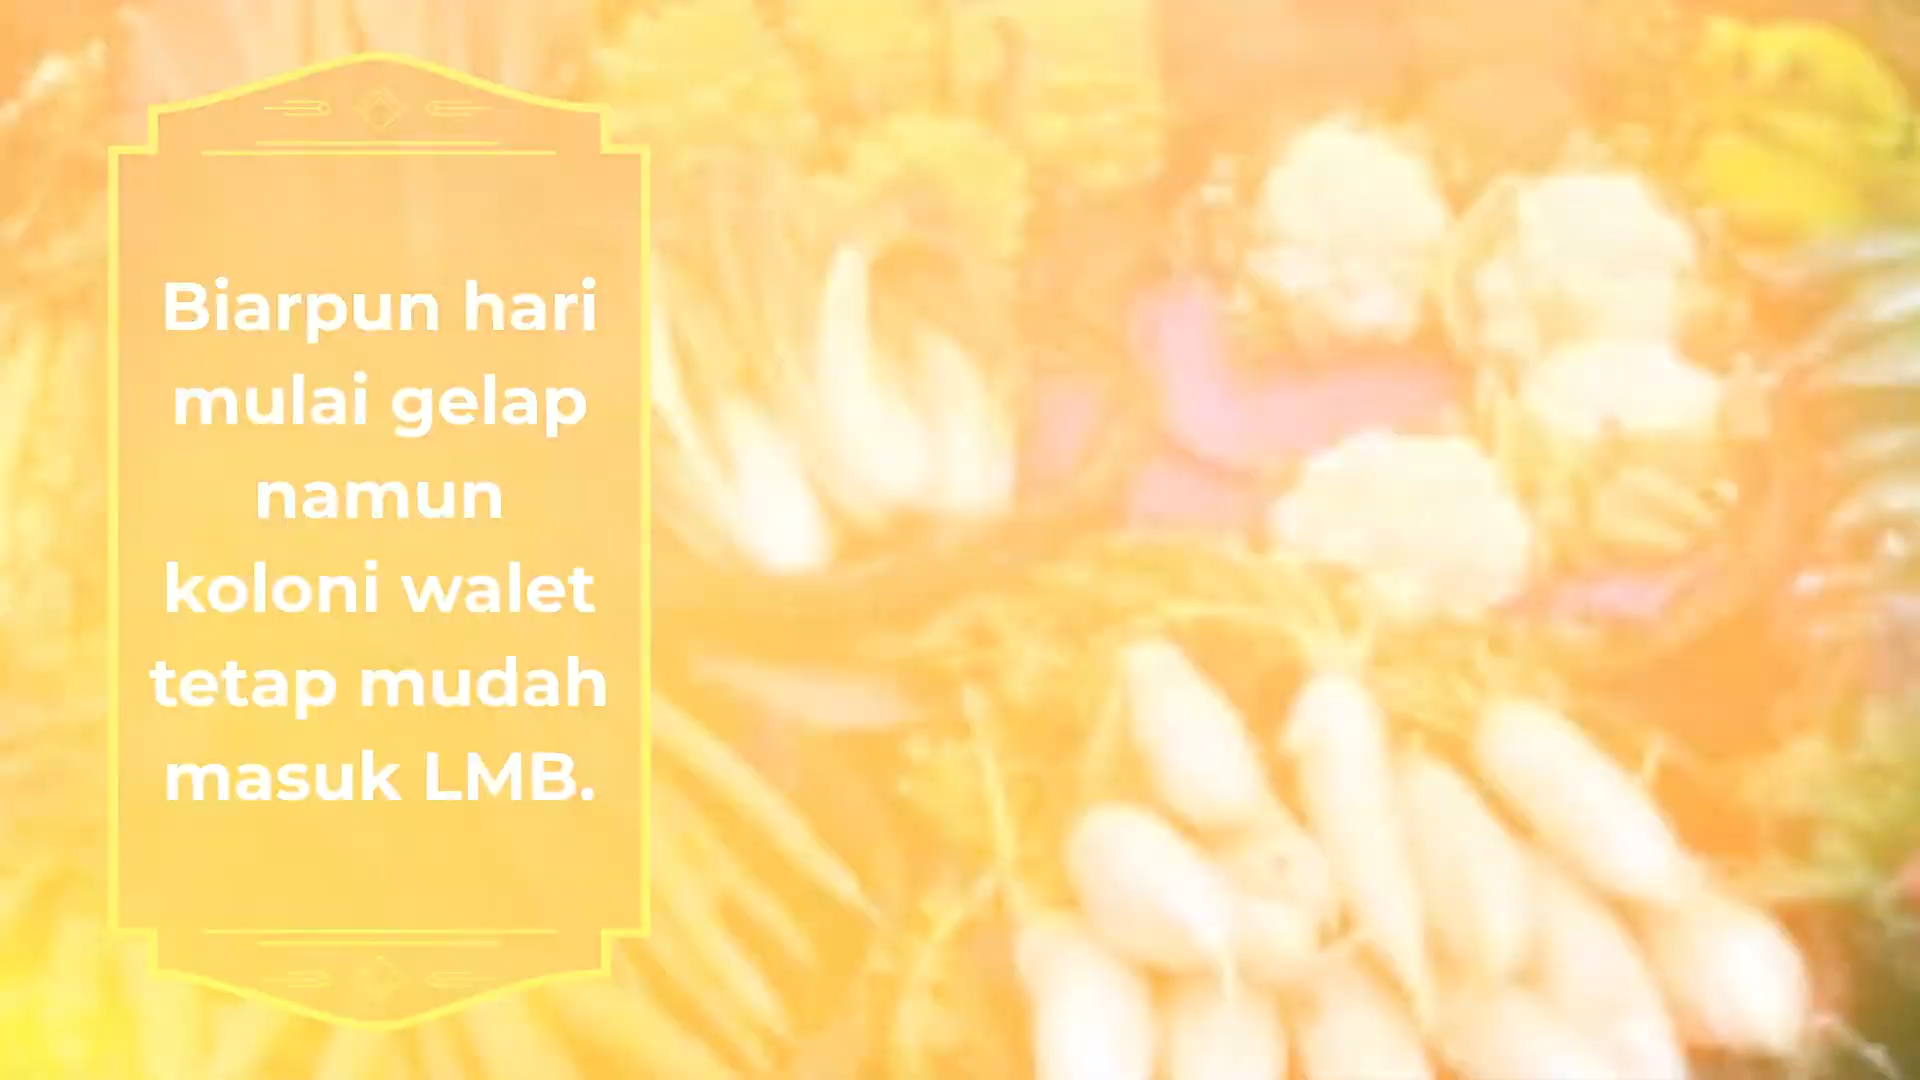 Biarpun hari
mulai gelap
namun
koloni walet
tetap mudah
masuk LMB.